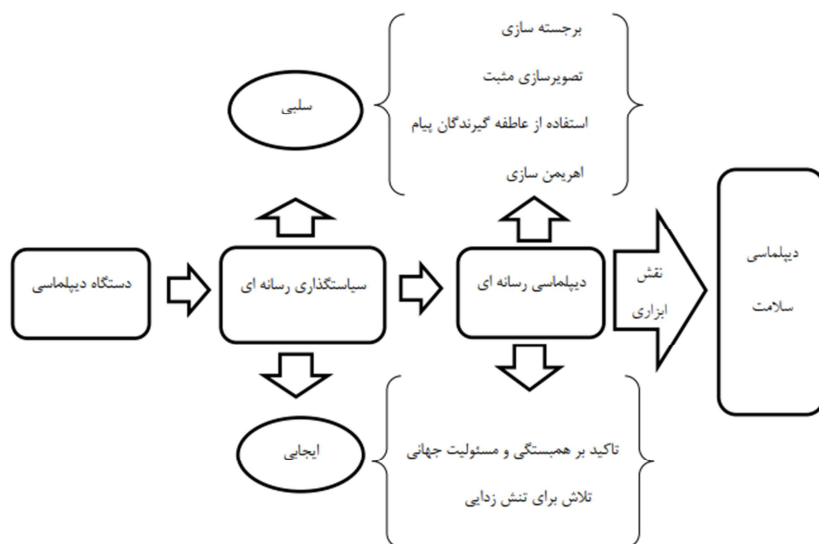 برجسته سازی
تصویرسازی مثبت
استفاده از عاطفه گیرندگان پیام
اهریمن سازی
سلبی
دستگاه دیپلماسی
سیاستگذاری رسانه ای
دیپلماسی رسانه ای
نقش
ابزاری
دیپلماسی
سلامت
ایجابی
تاکید بر همبستگی و مسئولیت جهانی
تلاش برای تنش زدایی